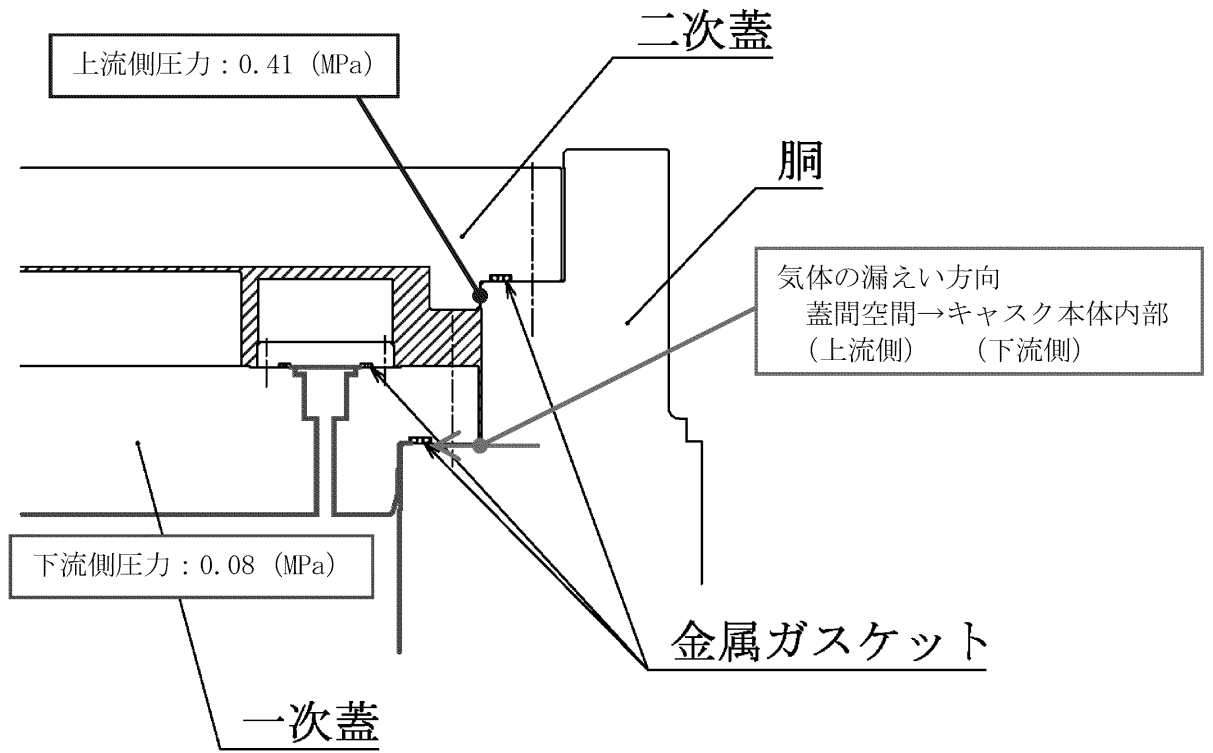 二次蓋
上流側圧力：0.41 (MPa)
胴
気体の漏えい方向
蓋間空間→キャスク本体内部
（上流側）　　（下流側）
下流側圧力：0.08 (MPa)
金属ガスケット
一次蓋